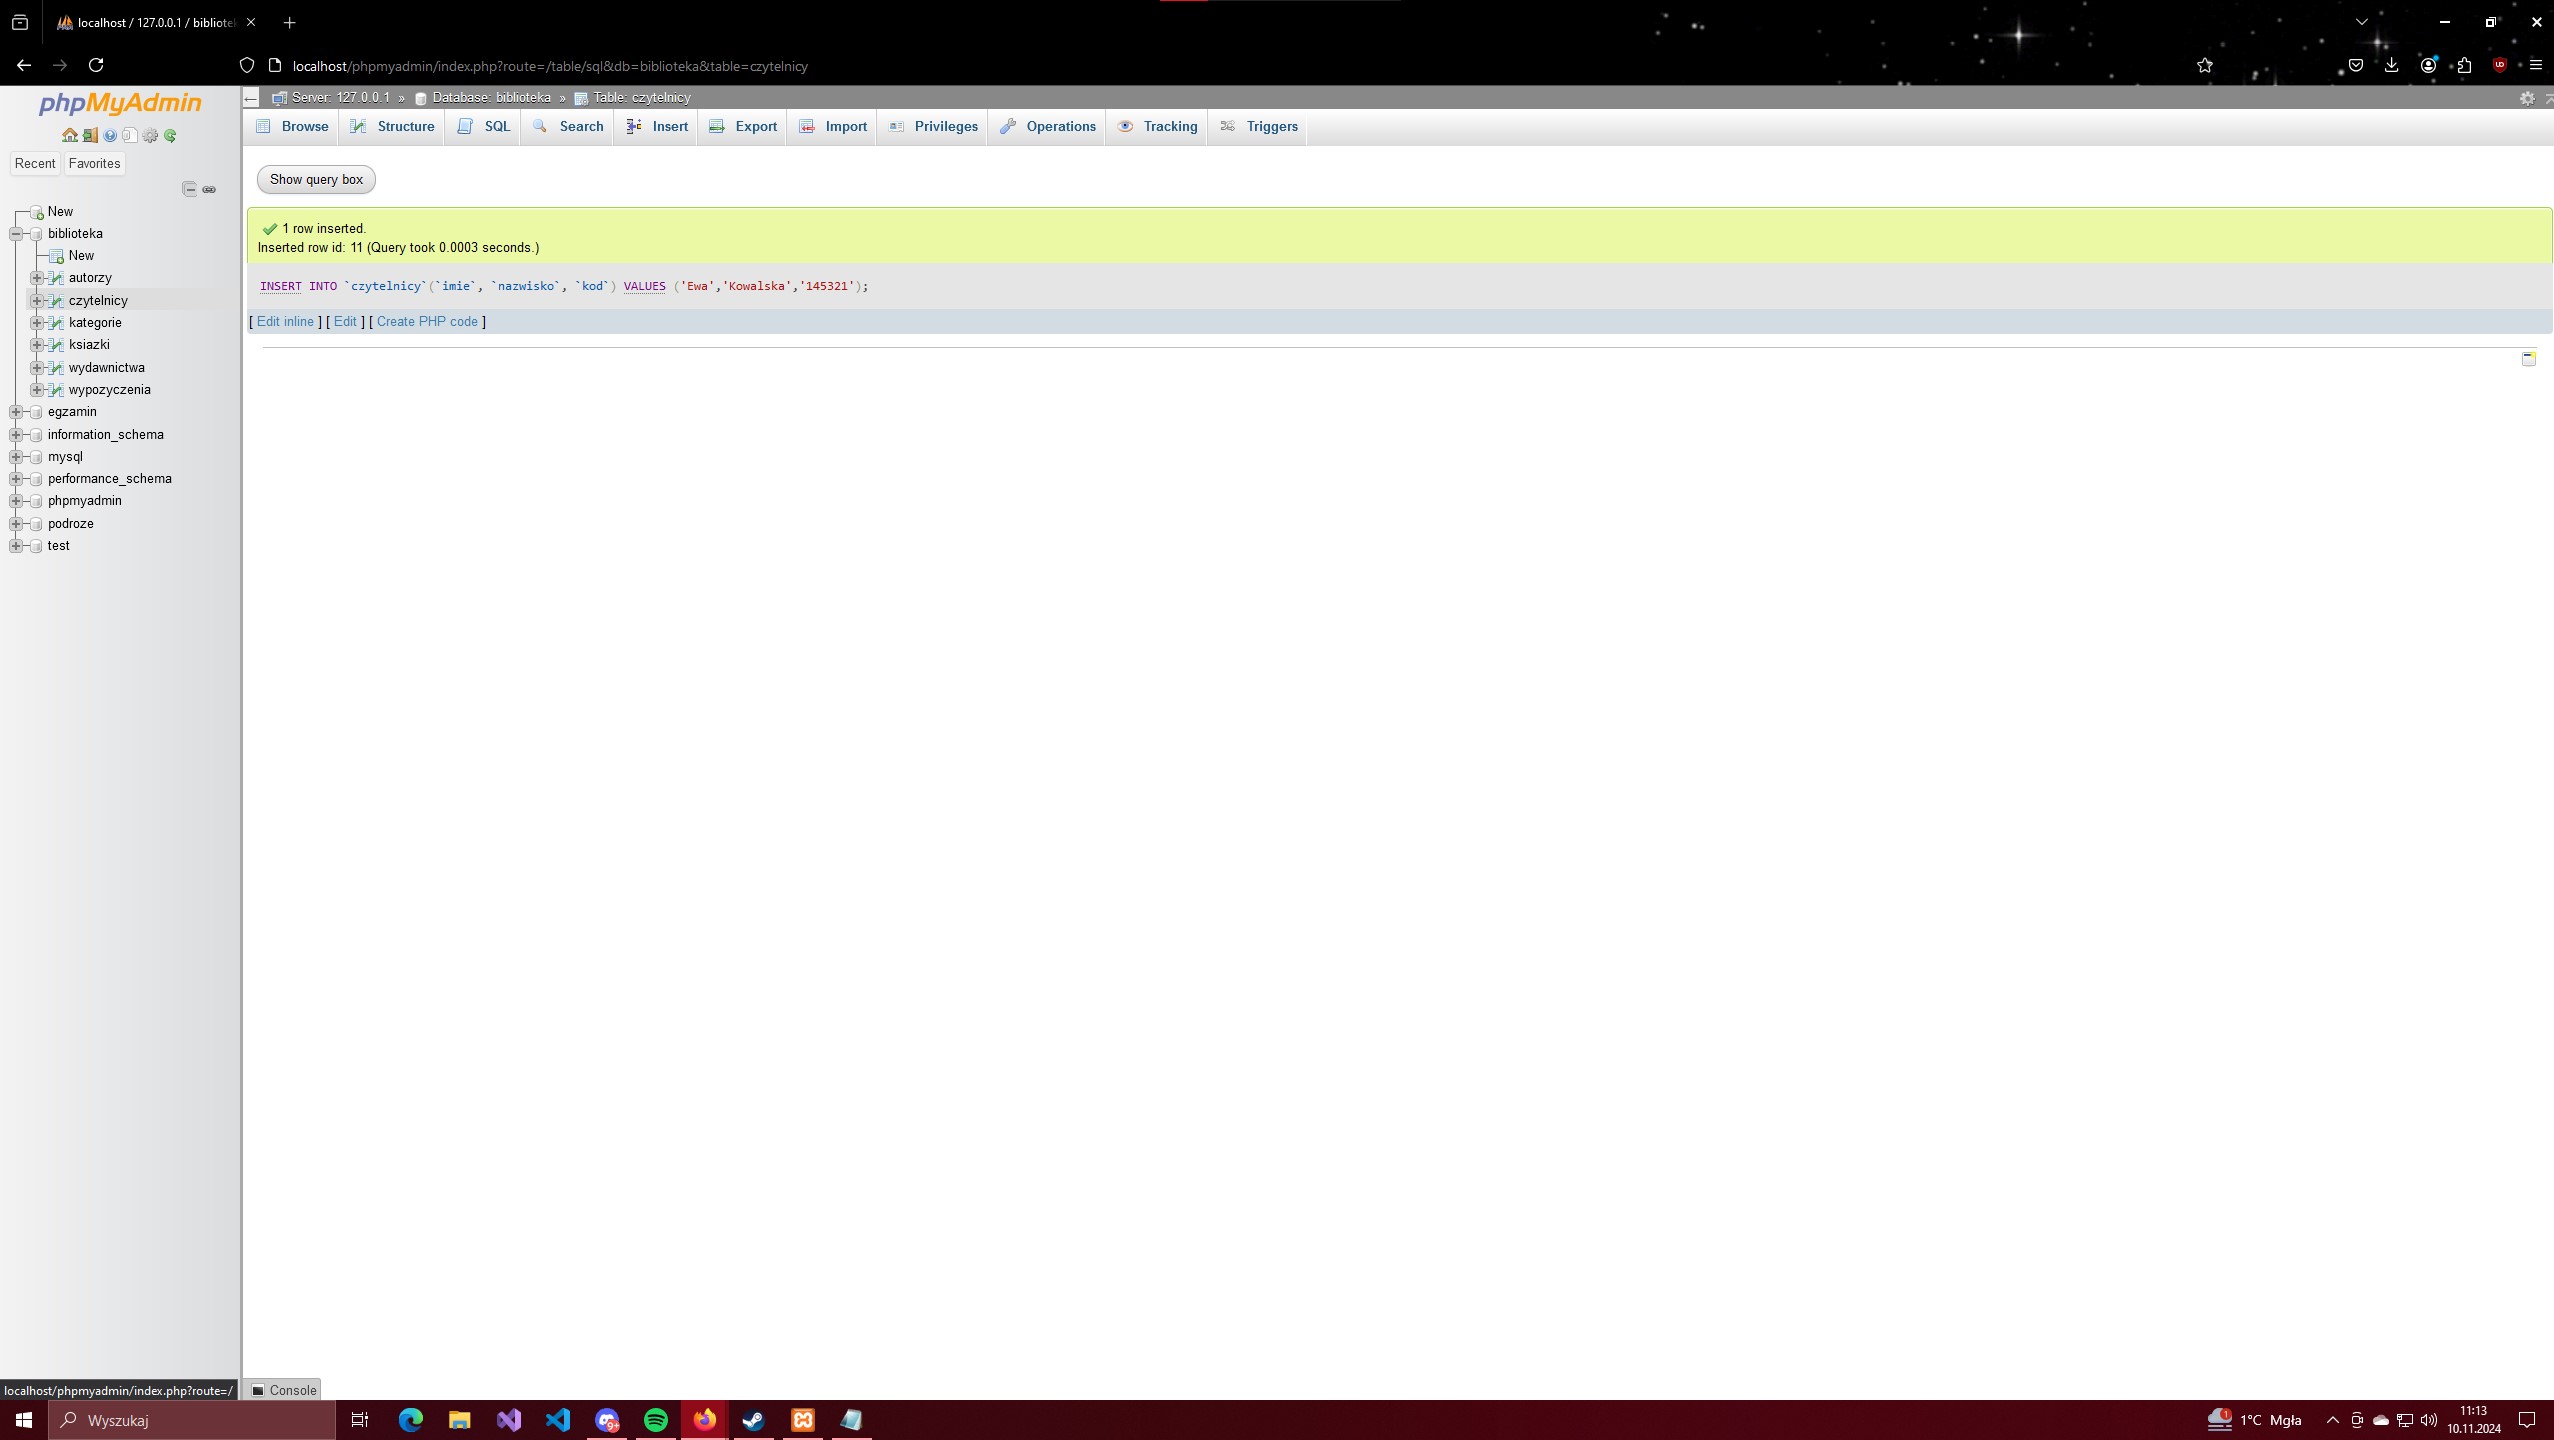 localhost / 127.0.0.1 / bibliotek
localhost/phpmyadmin/index.php?route=/table/sql&db=biblioteka&table=czytelnicy
phpMyAdmin
Recent Favorites
New
biblioteka
New
autorzy
czytelnicy
kategorie
ksiazki
wydawnictwa
wypozyczenia
egzamin
information_schema
mysql
performance_schema
phpmyadmin
podroze
test
Server: 127.0.0.1 » Database: biblioteka » Table: czytelnicy
Browse Structure SQL Search Insert Export Import Privileges Operations Tracking Triggers
Show query box
1 row inserted.
Inserted row id: 11 (Query took 0.0003 seconds.)
INSERT INTO `czytelnicy`(`imie`, `nazwisko`, `kod`) VALUES ('Ewa','Kowalska','145321');
[ Edit inline ] [ Edit ] [ Create PHP code ]
localhost/phpmyadmin/index.php?route=/
Console
Wyszukaj
9+
1
1°C Mgła
11:13
10.11.2024